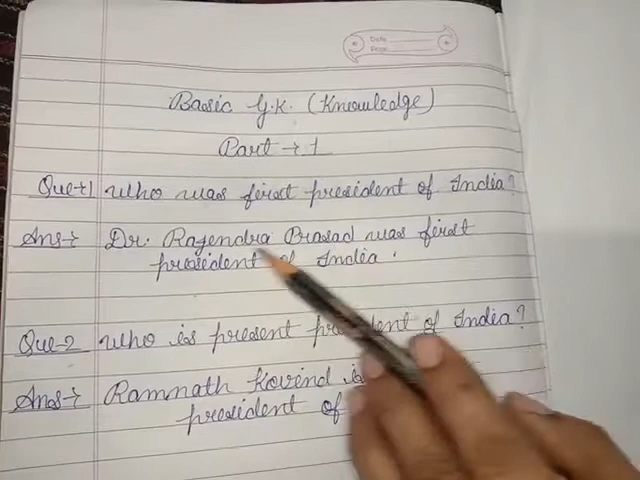 Date
Page
Basic G.K. (Knowledge)
Part → 1
Que→1 Who was first president of India?
Ans→ Dr. Rajendra Prasad was first
president of India.
Que-2 Who is present president of India?
Ans→ Ramnath Kovind is
president of